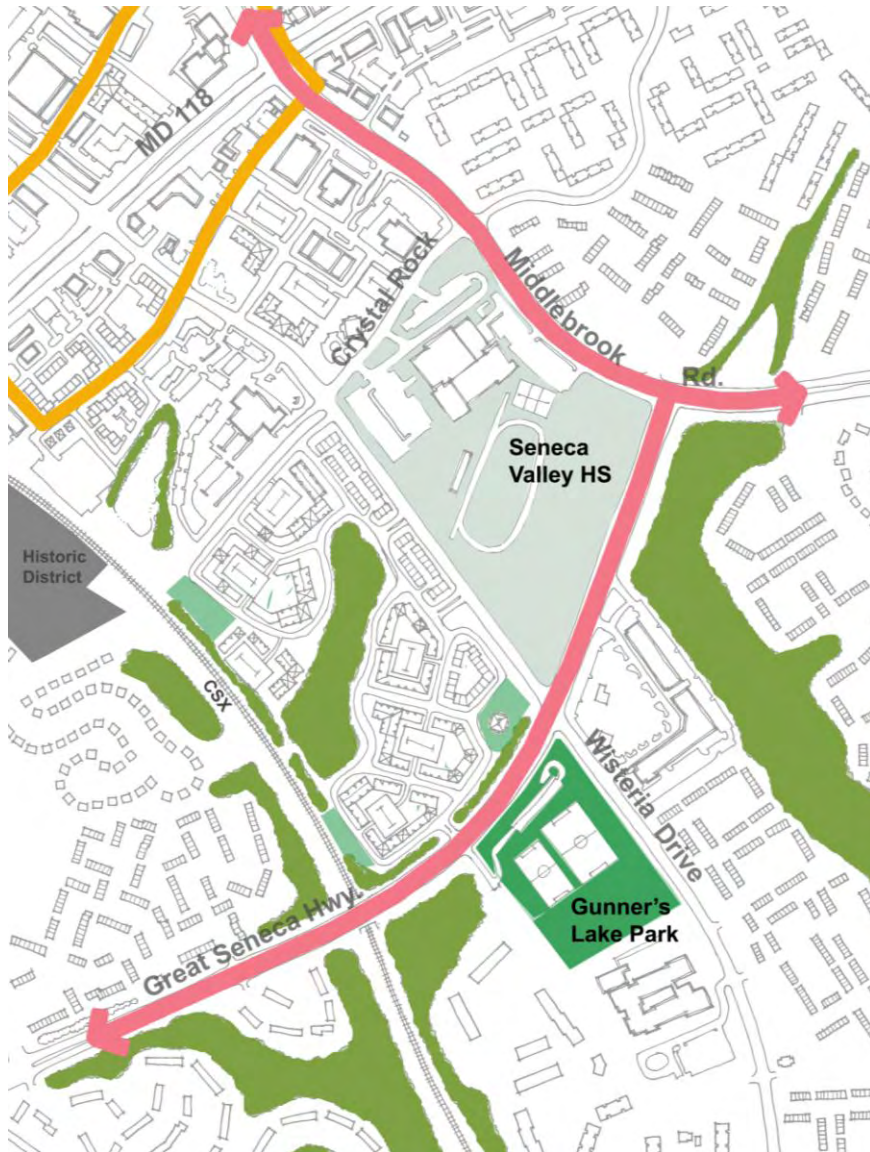 MD 118
Crystal Rock
Middlebrook
Rd.
Seneca
Valley HS
Historic
District
CSX
Wisteria Drive
Gunner's
Lake Park
Great Seneca Hwy.